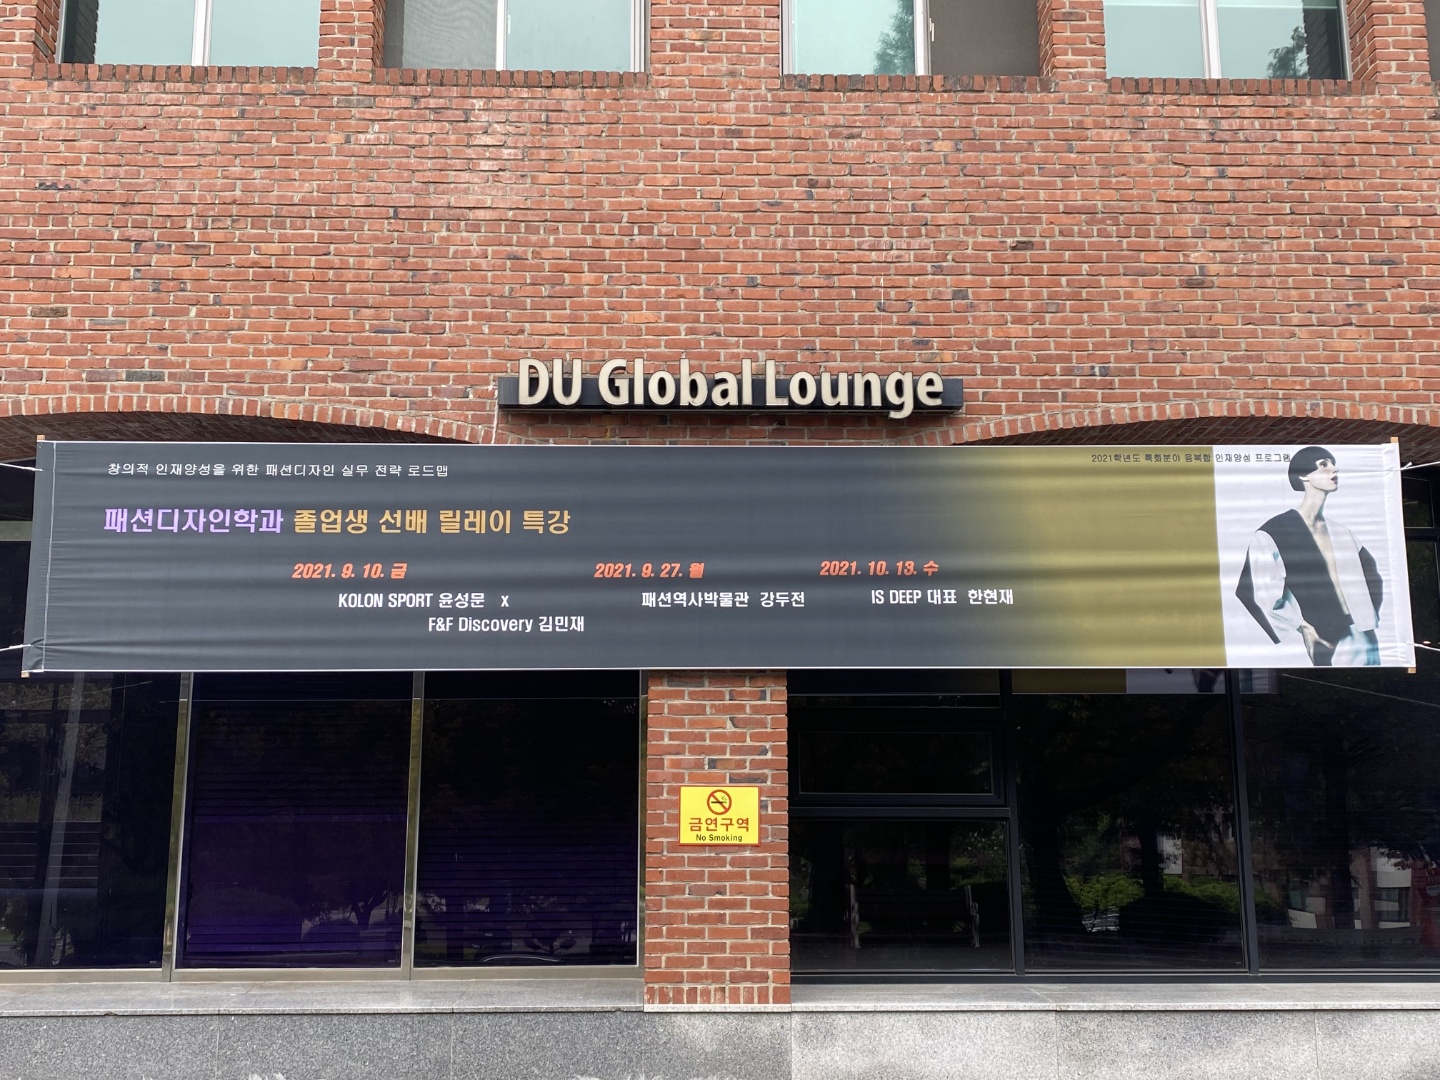 DU Global Lounge
창의적 인재양성을 위한 패션디자인 실무 전략 로드맵
2021학년도 특화분야 융복합 인재양성 프로그램
패션디자인학과 졸업생 선배 릴레이 특강
2021. 9. 10. 금
KOLON SPORT 윤성문 x
F&F Discovery 김민재
2021. 9. 27. 월
패션역사박물관 강두전
2021. 10. 13. 수
IS DEEP 대표 한현재
금연구역
No Smoking